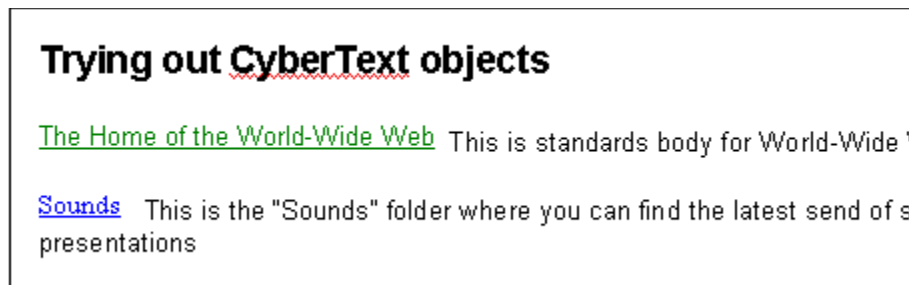 Trying out CyberText objects
The Home of the World-Wide Web This is standards body for World-Wide
Sounds This is the "Sounds" folder where you can find the latest send of
presentations